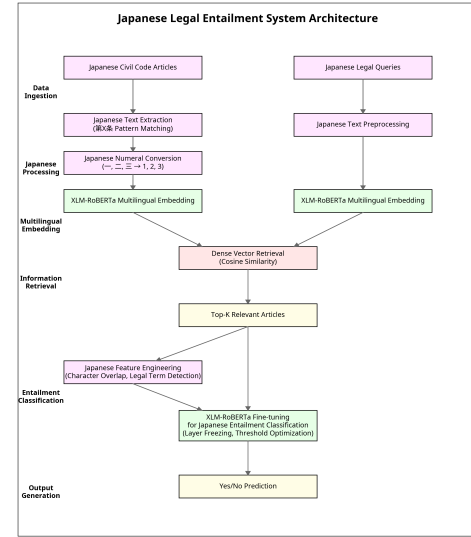 Japanese Legal Entailment System Architecture
Japanese Civil Code Articles
Japanese Legal Queries
Data
Ingestion
Japanese Text Extraction
(第X条 Pattern Matching)
Japanese Text Preprocessing
Japanese
Processing
Japanese Numeral Conversion
(一, 二, 三 → 1, 2, 3)
XLM-RoBERTa Multilingual Embedding
XLM-RoBERTa Multilingual Embedding
Multilingual
Embedding
Dense Vector Retrieval
(Cosine Similarity)
Information
Retrieval
Top-K Relevant Articles
Japanese Feature Engineering
(Character Overlap, Legal Term Detection)
Entailment
Classification
XLM-RoBERTa Fine-tuning
for Japanese Entailment Classification
(Layer Freezing, Threshold Optimization)
Output
Generation
Yes/No Prediction